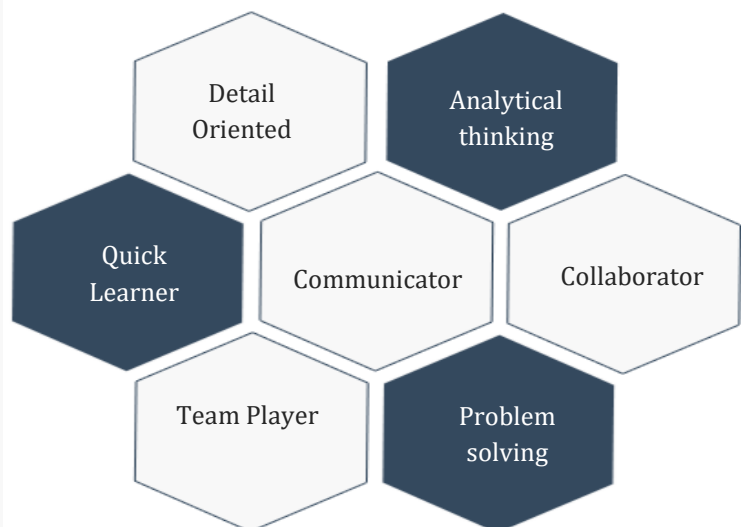 Detail
Oriented
Analytical
thinking
Quick
Learner
Communicator
Collaborator
Team Player
Problem
solving